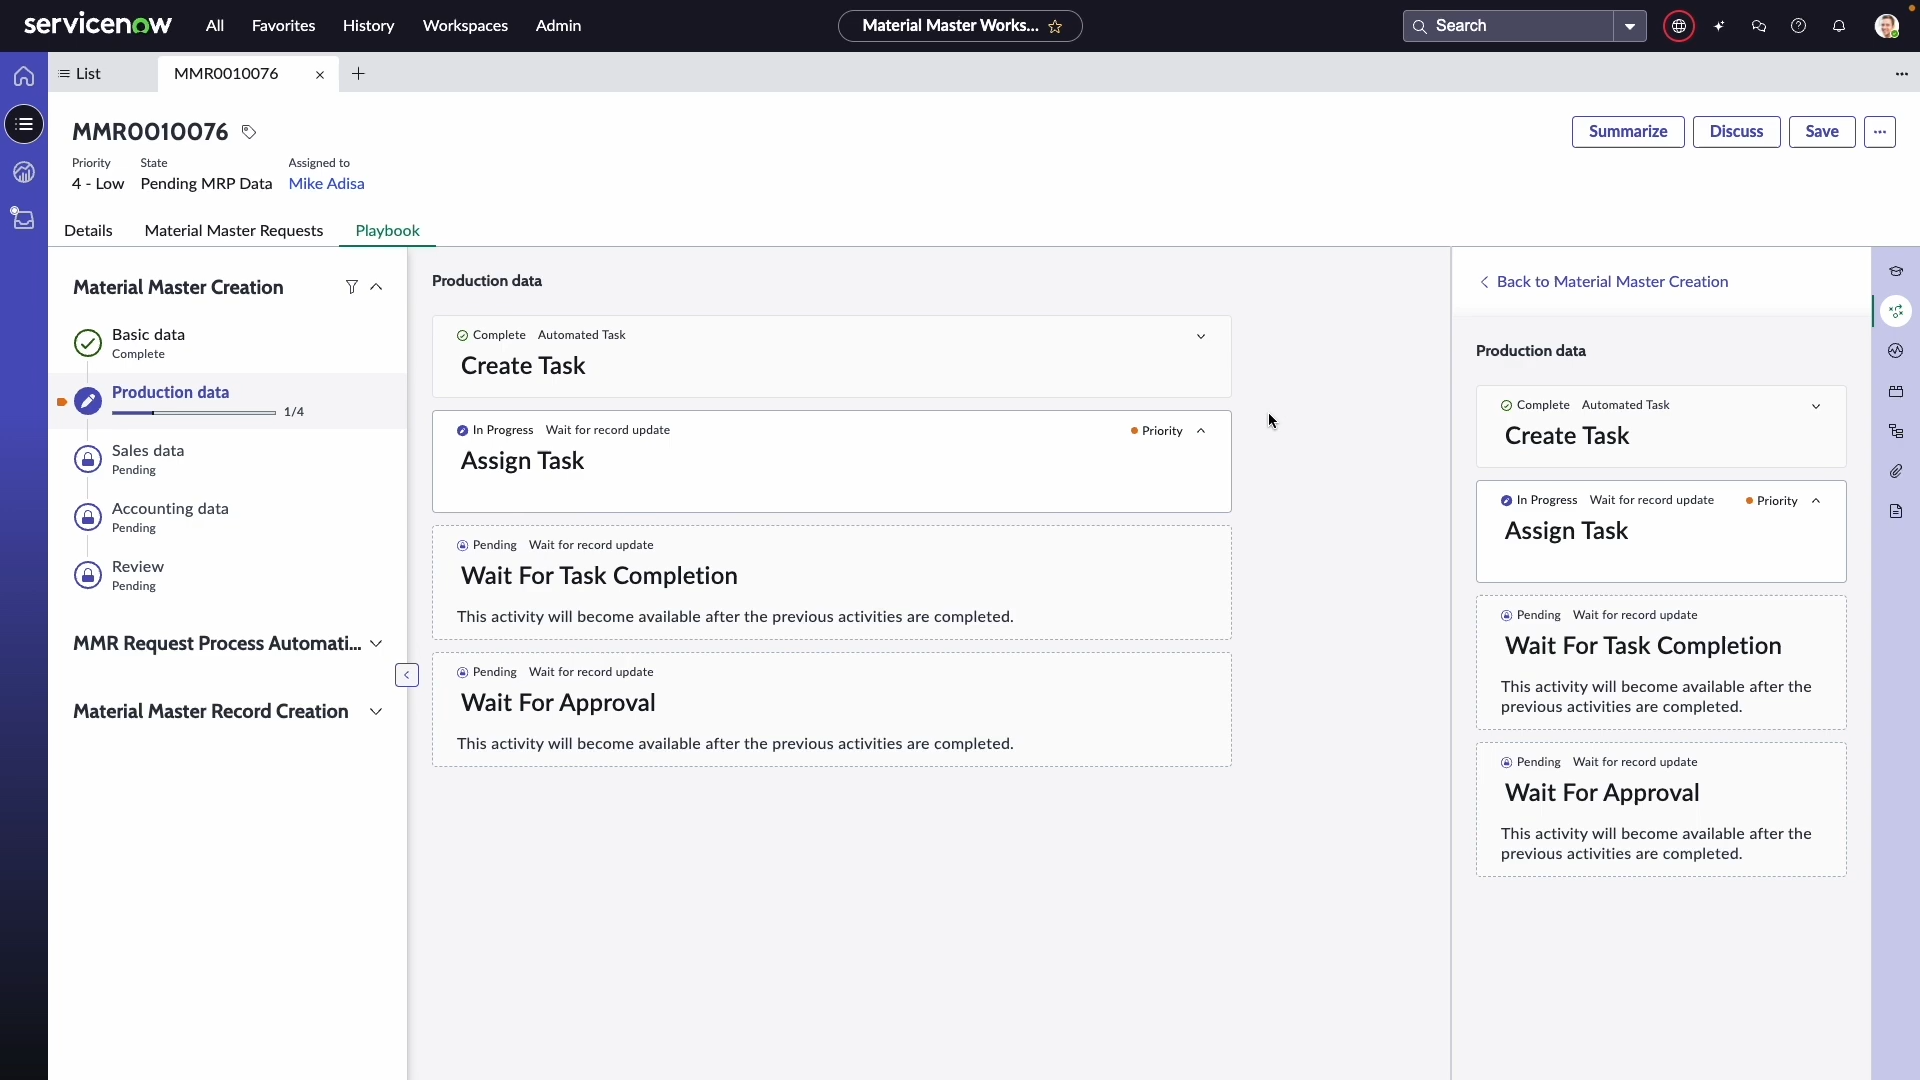 servicenow
All
Favorites
History
Workspaces
Admin
Material Master Works...
Search
List
MMR0010076
MMR0010076
Priority
State
Assigned to
4 - Low
Pending MRP Data
Mike Adisa
Summarize
Discuss
Save
Details
Material Master Requests
Playbook
Material Master Creation
Basic data
Complete
Production data
1/4
Sales data
Pending
Accounting data
Pending
Review
Pending
MMR Request Process Automati...
Material Master Record Creation
Production data
Complete Automated Task
Create Task
In Progress Wait for record update
Priority
Assign Task
Pending Wait for record update
Wait For Task Completion
This activity will become available after the previous activities are completed.
Pending Wait for record update
Wait For Approval
This activity will become available after the previous activities are completed.
Back to Material Master Creation
Production data
Complete Automated Task
Create Task
In Progress Wait for record update
Priority
Assign Task
Pending Wait for record update
Wait For Task Completion
This activity will become available after the
previous activities are completed.
Pending Wait for record update
Wait For Approval
This activity will become available after the
previous activities are completed.